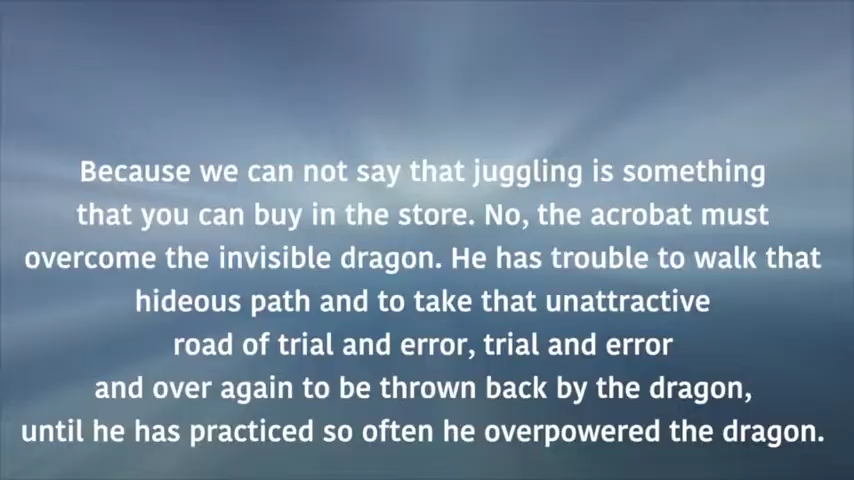 Because we can not say that juggling is something
that you can buy in the store. No, the acrobat must
overcome the invisible dragon. He has trouble to walk that
hideous path and to take that unattractive
road of trial and error, trial and error
and over again to be thrown back by the dragon,
until he has practiced so often he overpowered the dragon.